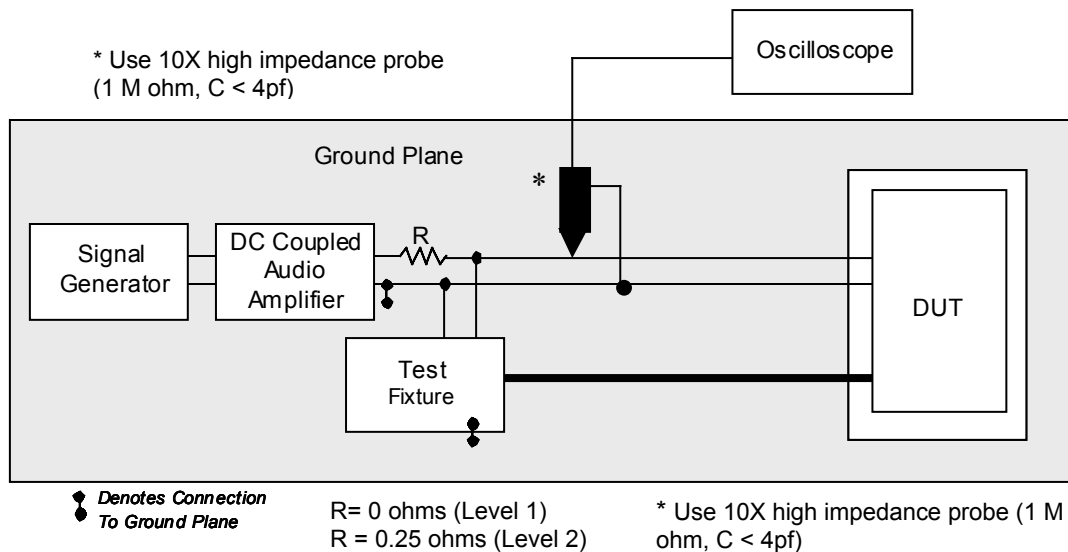 * Use 10X high impedance probe
(1 M ohm, C < 4pf)
Oscilloscope
Ground Plane
*
R
Signal
Generator
DC Coupled
Audio
Amplifier
DUT
Test
Fixture
Denotes Connection
To Ground Plane
R= 0 ohms (Level 1)
R = 0.25 ohms (Level 2)
* Use 10X high impedance probe (1 M
ohm, C < 4pf)